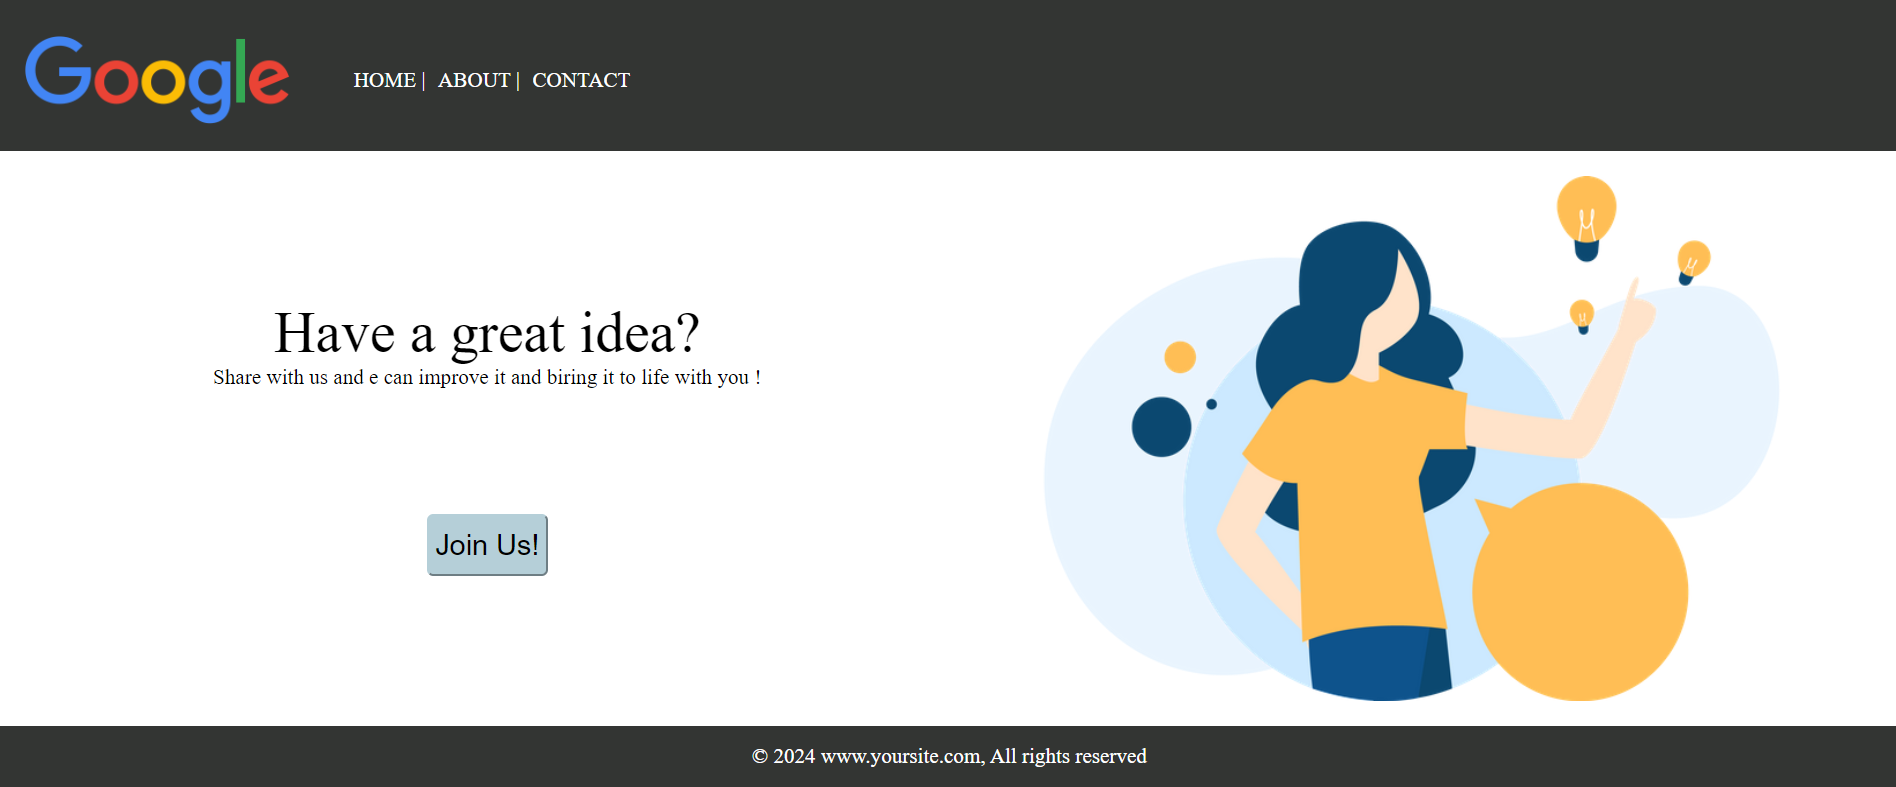 Google
HOME | ABOUT | CONTACT
Have a great idea?
Share with us and e can improve it and biring it to life with you !
Join Us!
© 2024 www.yoursite.com, All rights reserved